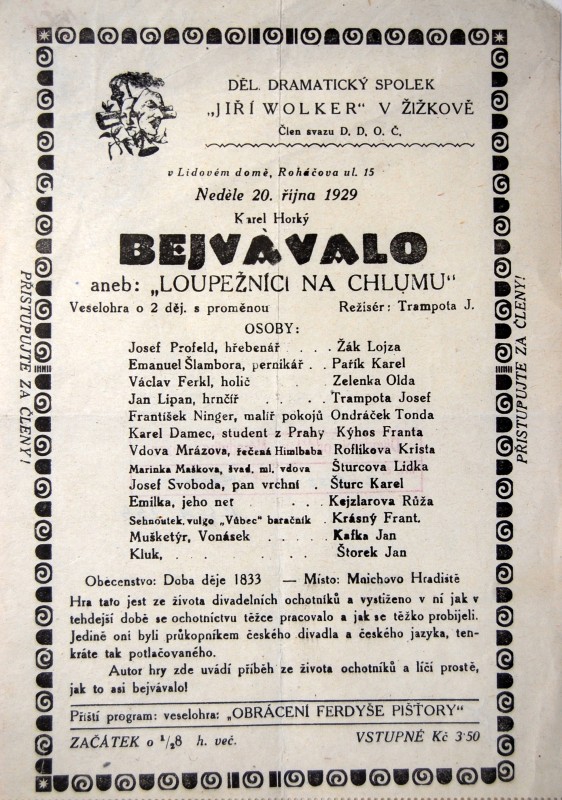 DĚL. DRAMATICKÝ SPOLEK
„JIŘÍ WOLKER" V ŽIŽKOVĚ
Člen svazu D. D. O. Č.
v Lidovém domě, Roháčova ul. 15
Neděle 20. října 1929
Karel Horký
BEJVÁVALO
aneb: „LOUPEŽNÍCI NA CHLUMU"
Veselohra o 2 děj. s proměnou Režisér: Trampota J.
OSOBY:
Josef Profeld, hřebenář . . . Žák Lojza
Emanuel Šlambora, pernikář . . Pařík Karel
Václav Ferkl, holič . . Zelenka Olda
Jan Lipan, hrnčíř . . . Trampota Josef
František Ninger, malíř pokojů Ondráček Tonda
Karel Damec, student z Prahy Kýhos Franta
Vdova Mrázova, řečená Himlbaba Roflíkova Krista
Marinka Maškova, švad. ml. vdova Šturcova Lidka
Josef Svoboda, pan vrchní . Šturc Karel
Emilka, jeho neť . . . Kejzlarova Růža
Sehnoutek, vulgo „Vůbec" baračník . Krásný Frant.
Mušketýr, Vonásek . . . . . Kafka Jan
Kluk, . . . . . . Štorek Jan
Obecenstvo: Doba děje 1833 — Místo: Mnichovo Hradiště
Hra tato jest ze života divadelních ochotníků a vystiženo v ní jak v
tehdejší době se ochotnictvu těžce pracovalo a jak se těžko probijeli.
Jedině oni byli průkopníkem českého divadla a českého jazyka, ten-
kráte tak potlačovaného.
Autor hry zde uvádí příběh ze života ochotníků a líčí prostě,
jak to asi bejvávalo!
Příští program: veselohra: „OBRÁCENÍ FERDYŠE PIŠTORY"
ZAČÁTEK o 1/28 h. več. VSTUPNÉ Kč 3·50
PŘISTUPUJTE ZA ČLENY!
PŘISTUPUJTE ZA ČLENY!